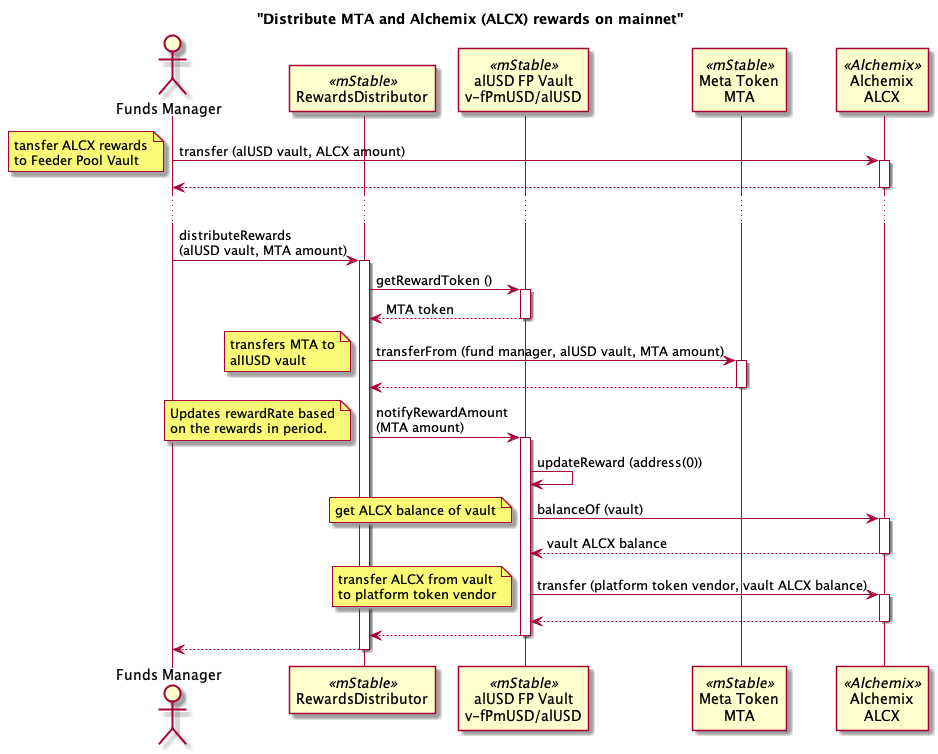 "Distribute MTA and Alchemix (ALCX) rewards on mainnet"
Funds Manager
«mStable»
RewardsDistributor
«mStable»
alUSD FP Vault
v-fPmUSD/alUSD
«mStable»
Meta Token
MTA
«Alchemix»
Alchemix
ALCX
tansfer ALCX rewards
to Feeder Pool Vault
transfer (alUSD vault, ALCX amount)
distributeRewards
(alUSD vault, MTA amount)
getRewardToken ()
MTA token
transfers MTA to
allUSD vault
transferFrom (fund manager, alUSD vault, MTA amount)
Updates rewardRate based
on the rewards in period.
notifyRewardAmount
(MTA amount)
updateReward (address(0))
get ALCX balance of vault
balanceOf (vault)
vault ALCX balance
transfer ALCX from vault
to platform token vendor
transfer (platform token vendor, vault ALCX balance)
Funds Manager
«mStable»
RewardsDistributor
«mStable»
alUSD FP Vault
v-fPmUSD/alUSD
«mStable»
Meta Token
MTA
«Alchemix»
Alchemix
ALCX